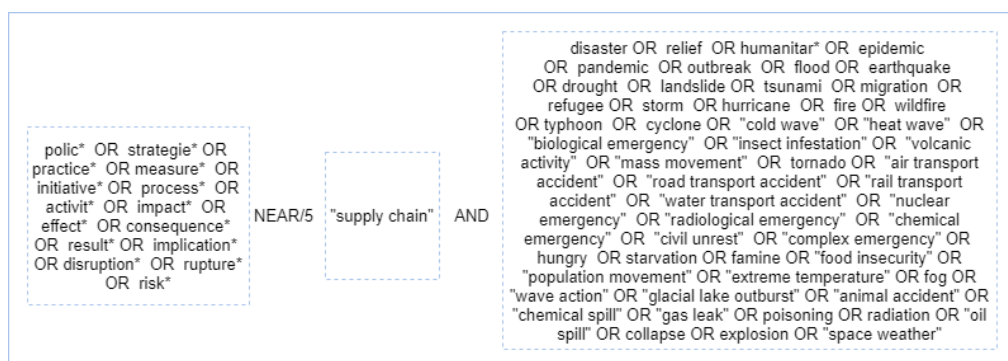 polic* OR strategie* OR
practice* OR measure* OR
initiative* OR process* OR
activit* OR impact* OR
effect* OR consequence*
OR result* OR implication*
OR disruption* OR rupture*
OR risk*
NEAR/5
"supply chain"
AND
disaster OR relief OR humanitar* OR epidemic
OR pandemic OR outbreak OR flood OR earthquake
OR drought OR landslide OR tsunami OR migration OR
refugee OR storm OR hurricane OR fire OR wildfire
OR typhoon OR cyclone OR "cold wave" OR "heat wave" OR
"biological emergency" OR "insect infestation" OR "volcanic
activity" OR "mass movement" OR tornado OR "air transport
accident" OR "road transport accident" OR "rail transport
accident" OR "water transport accident" OR "nuclear
emergency" OR "radiological emergency" OR "chemical
emergency" OR "civil unrest" OR "complex emergency" OR
hungry OR starvation OR famine OR "food insecurity" OR
"population movement" OR "extreme temperature" OR fog OR
"wave action" OR "glacial lake outburst" OR "animal accident" OR
"chemical spill" OR "gas leak" OR poisoning OR radiation OR "oil
spill" OR collapse OR explosion OR "space weather"